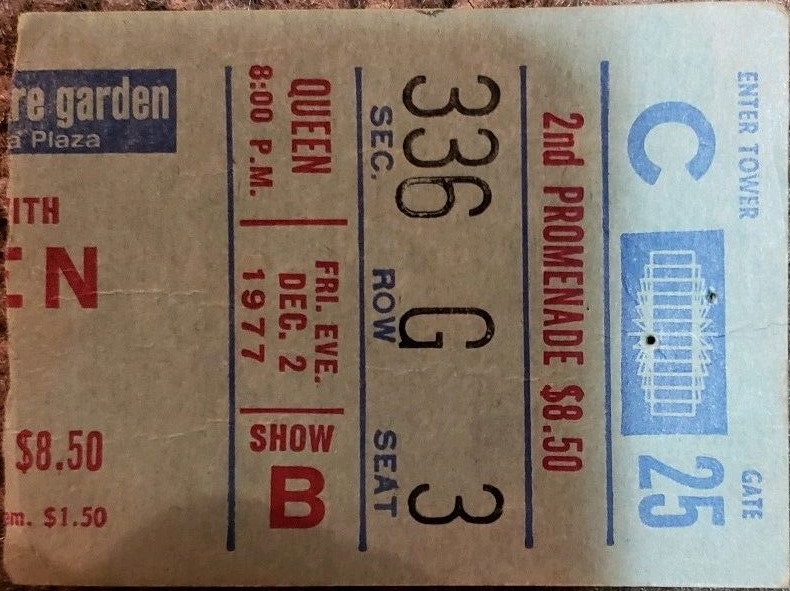 re garden
a Plaza
ITH
EN
$8.50
em. $1.50
QUEEN
8:00 P.M.
FRI. EVE.
DEC. 2
1977
SHOW
B
336 G 3
SEC. ROW SEAT
2nd PROMENADE $8.50
ENTER TOWER
C
GATE
25